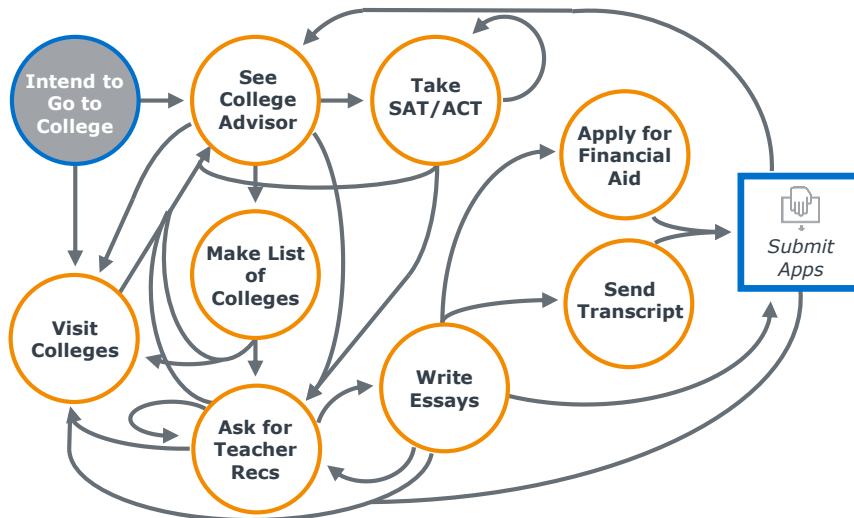 Intend to
Go to
College
See
College
Advisor
Take
SAT/ACT
Apply for
Financial
Aid
Submit
Apps
Make List
of
Colleges
Send
Transcript
Visit
Colleges
Write
Essays
Ask for
Teacher
Recs